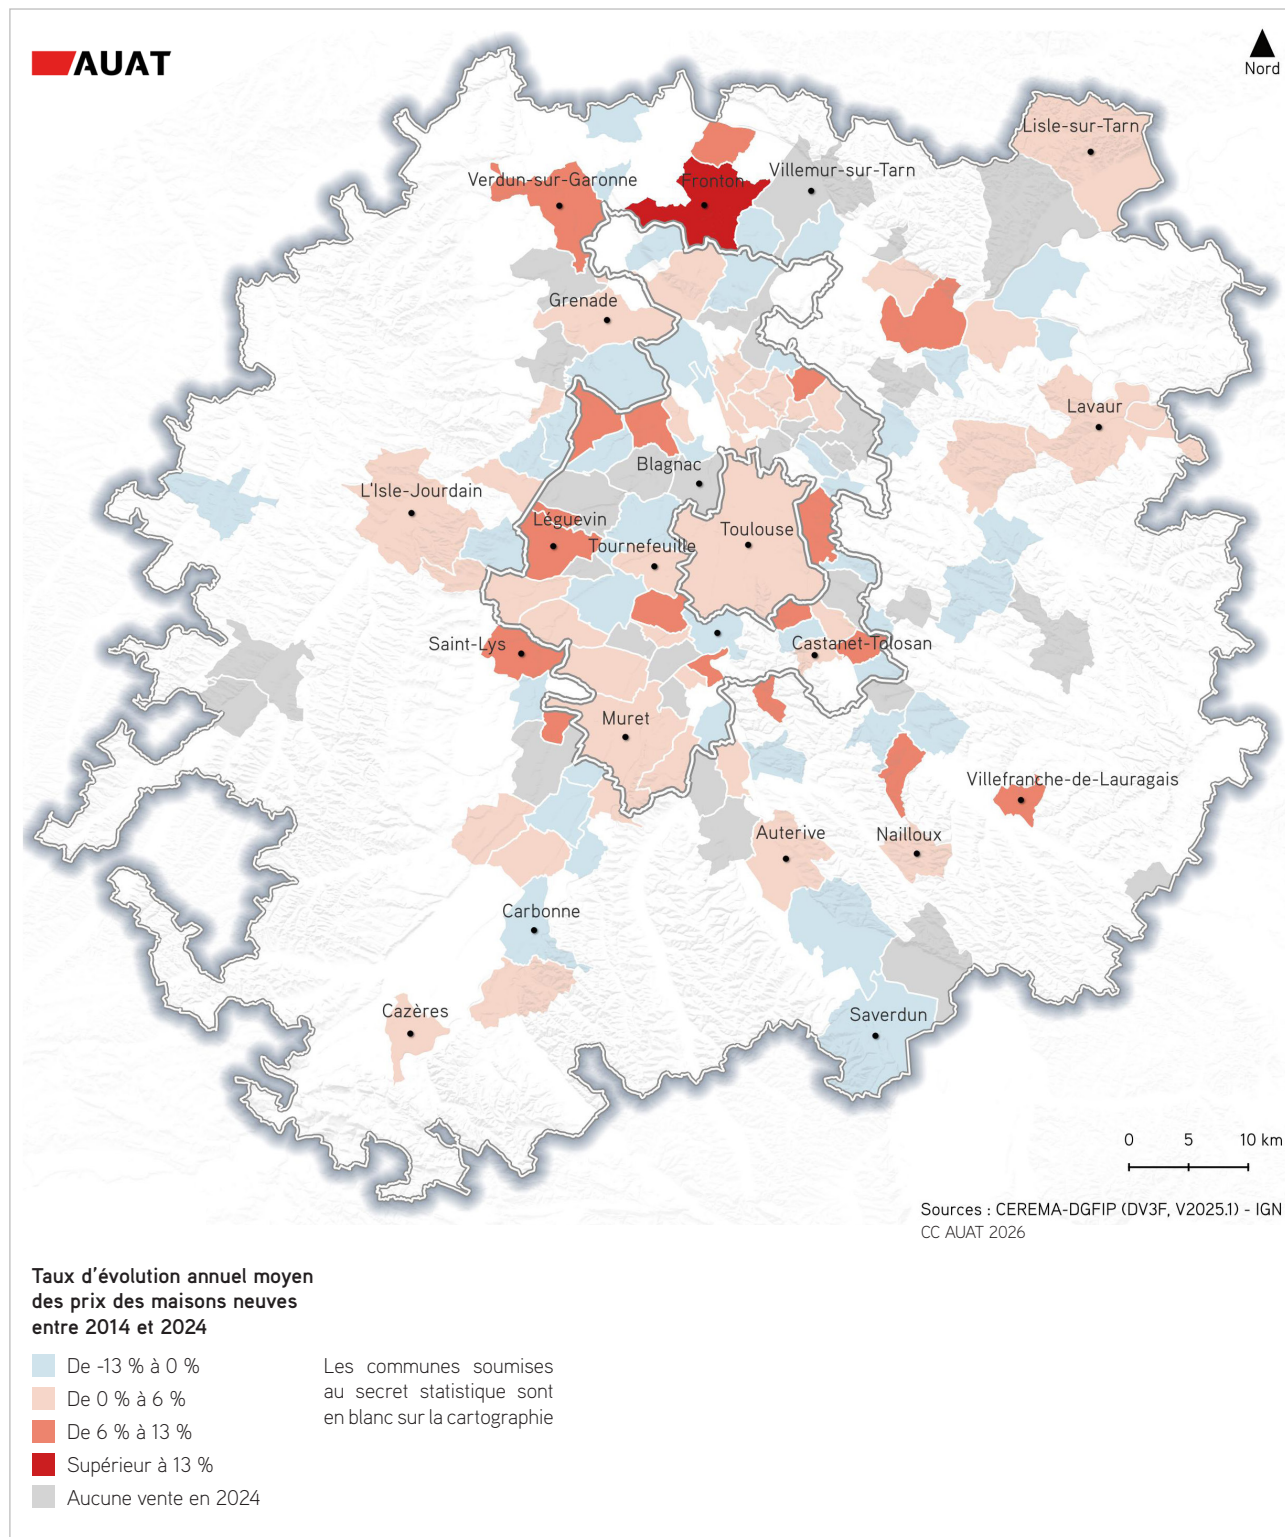 AUAT
Nord
Lisle-sur-Tarn
Verdun-sur-Garonne
Fronton
Villemur-sur-Tarn
Grenade
Lavaur
Blagnac
L'Isle-Jourdain
Léguevin
Toulouse
Tournefeuille
Saint-Lys
Castanet-Tolosan
Muret
Villefranche-de-Lauragais
Auterive
Nailloux
Carbonne
Cazères
Saverdun
0 5 10 km
Sources : CEREMA-DGFIP (DV3F, V2025.1) - IGN
CC AUAT 2026
Taux d'évolution annuel moyen
des prix des maisons neuves
entre 2014 et 2024
De -13 % à 0 %
De 0 % à 6 %
De 6 % à 13 %
Supérieur à 13 %
Aucune vente en 2024
Les communes soumises
au secret statistique sont
en blanc sur la cartographie